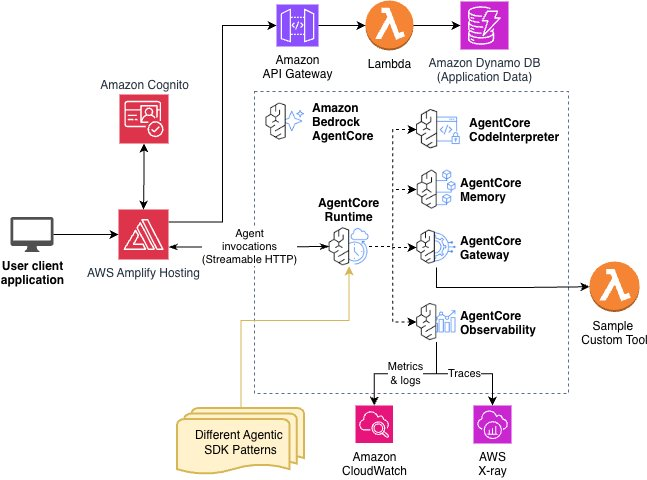 Amazon
API Gateway
Lambda
Amazon Dynamo DB
(Application Data)
Amazon Cognito
Amazon
Bedrock
AgentCore
AgentCore
CodeInterpreter
AgentCore
Memory
AgentCore
Runtime
Agent
invocations
(Streamable HTTP)
AgentCore
Gateway
User client
application
AWS Amplify Hosting
AgentCore
Observability
Sample
Custom Tool
Metrics
& logs
Traces
Different Agentic
SDK Patterns
Amazon
CloudWatch
AWS
X-ray